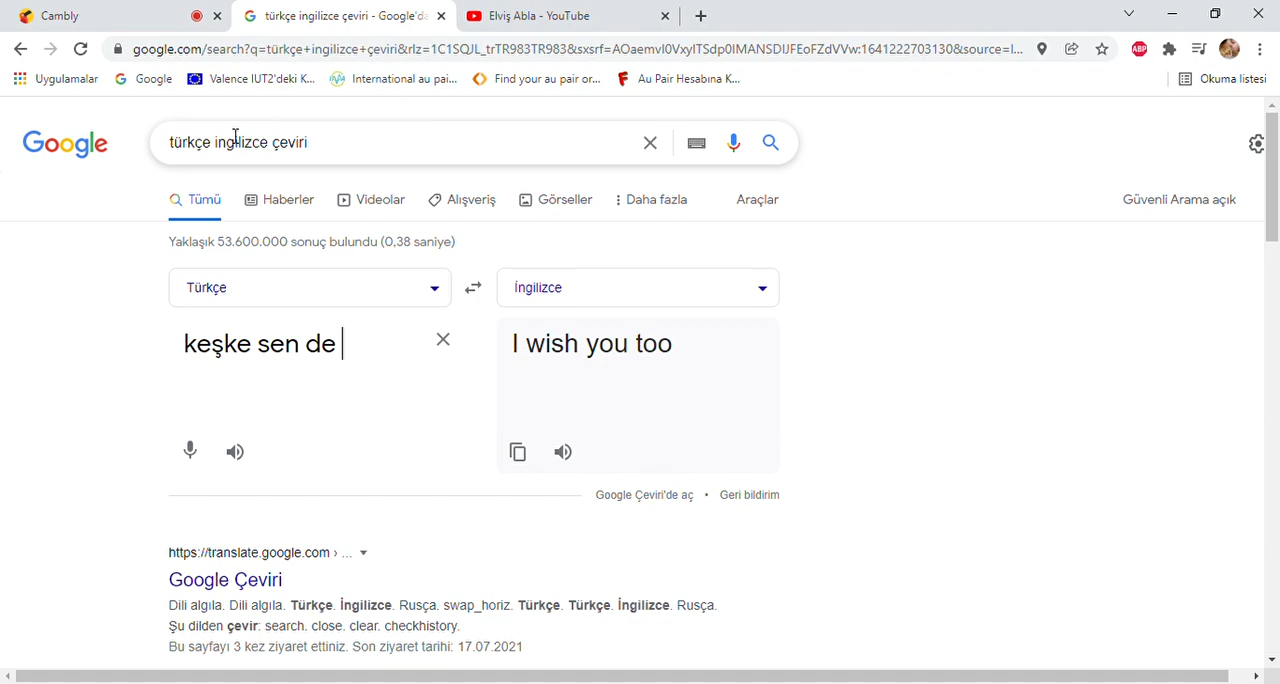 Cambly
türkçe ingilizce çeviri - Google'da
Elviş Abla - YouTube
google.com/search?q=türkçe+ingilizce+çeviri&rlz=1C1SQJL_trTR983TR983&sxsrf=AOaemvI0VxyITSdp0IMANSDIJFEoFZdVVw:1641222703130&source=l...
ABP
Uygulamalar
Google
Valence IUT2'deki K...
International au pai...
Find your au pair or...
Au Pair Hesabına K...
Okuma listesi
Google
türkçe ingilizce çeviri
Tümü
Haberler
Videolar
Alışveriş
Görseller
Daha fazla
Araçlar
Güvenli Arama açık
Yaklaşık 53.600.000 sonuç bulundu (0,38 saniye)
Türkçe
İngilizce
keşke sen de
I wish you too
Google Çeviri'de aç • Geri bildirim
https://translate.google.com › ...
Google Çeviri
Dili algıla. Dili algıla. Türkçe. İngilizce. Rusça. swap_horiz. Türkçe. Türkçe. İngilizce. Rusça.
Şu dilden çevir: search. close. clear. checkhistory.
Bu sayfayı 3 kez ziyaret ettiniz. Son ziyaret tarihi: 17.07.2021